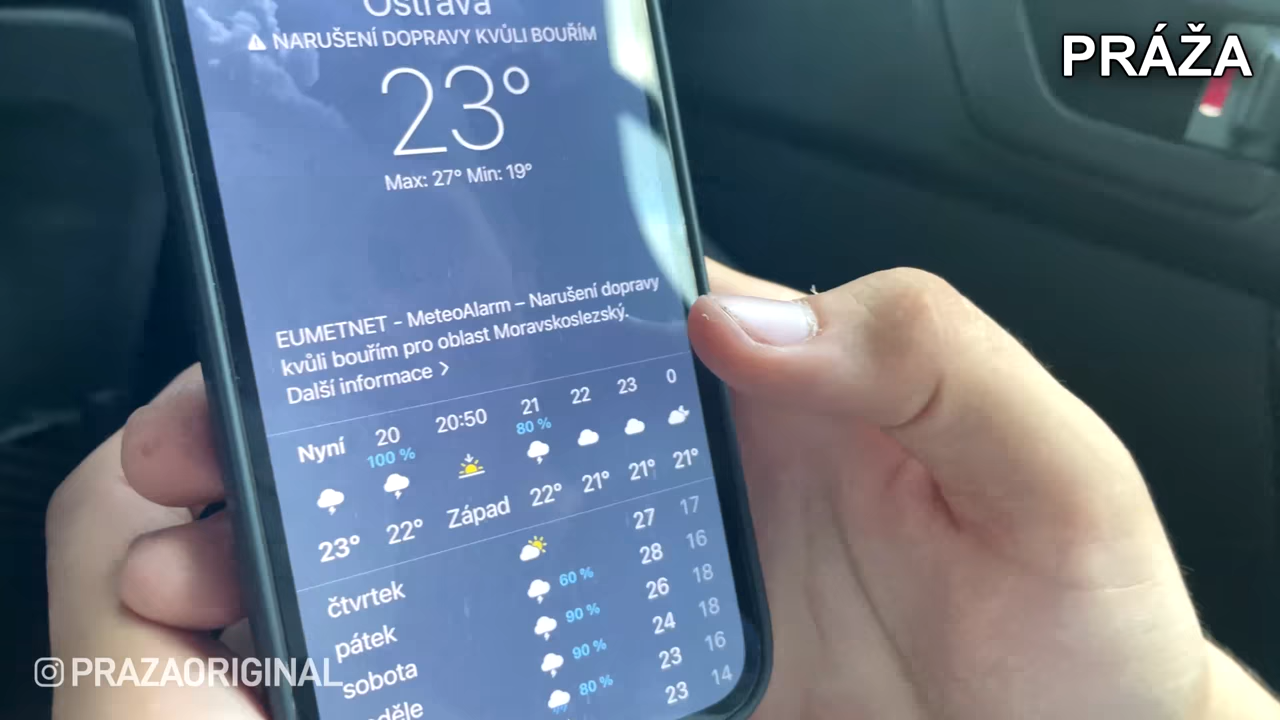 Ostrava
NARUŠENÍ DOPRAVY KVŮLI BOUŘÍM
PRÁŽA
23°
Max: 27° Min: 19°
EUMETNET - MeteoAlarm – Narušení dopravy
kvůli bouřím pro oblast Moravskoslezský.
Další informace >
Nyní 20 20:50 21 22 23 0
100 % 80 %
23° 22° Západ 22° 21° 21° 21°
čtvrtek 27 17
pátek 60 % 28 16
sobota 90 % 26 18
90 % 24 18
80 % 23 16
23 14
PRAZAORIGINAL